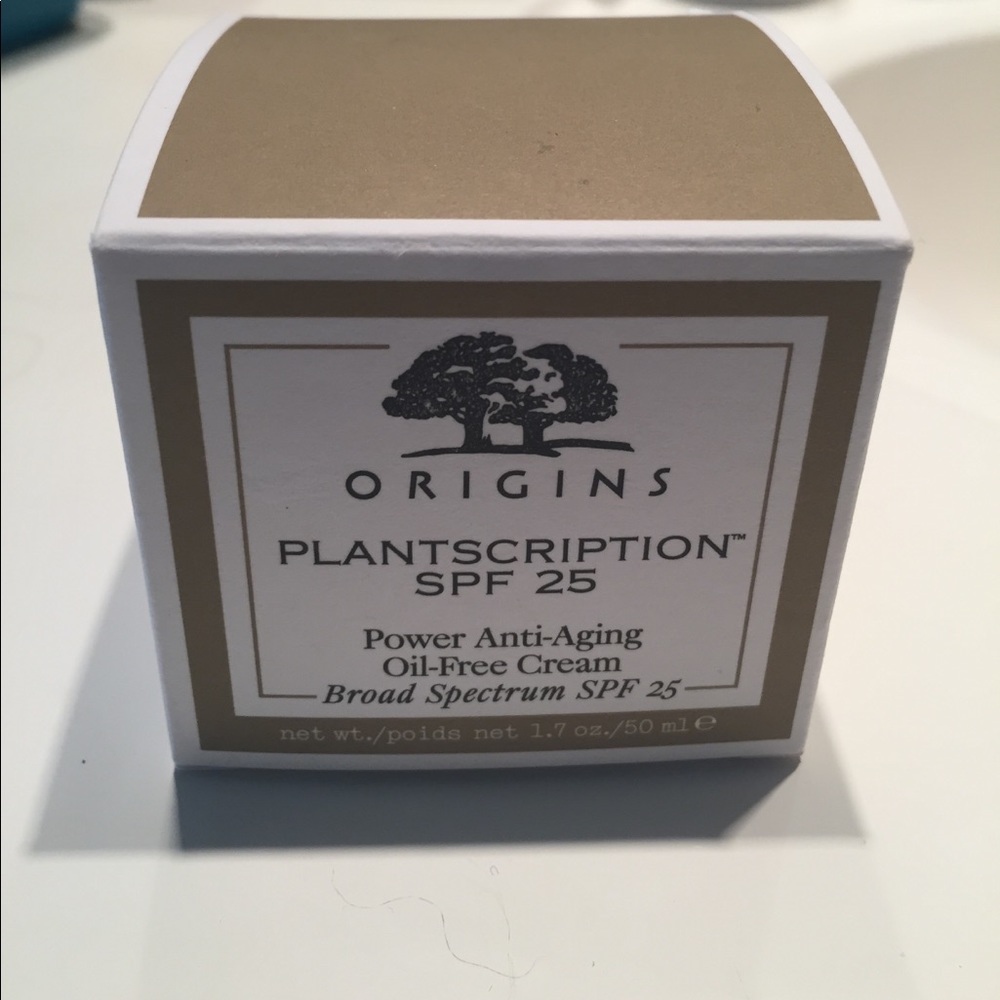 ORIGINS
PLANTSCRIPTION™
SPF 25
Power Anti-Aging
Oil-Free Cream
Broad Spectrum SPF 25
net wt./poids net 1.7 oz./50 ml ℮